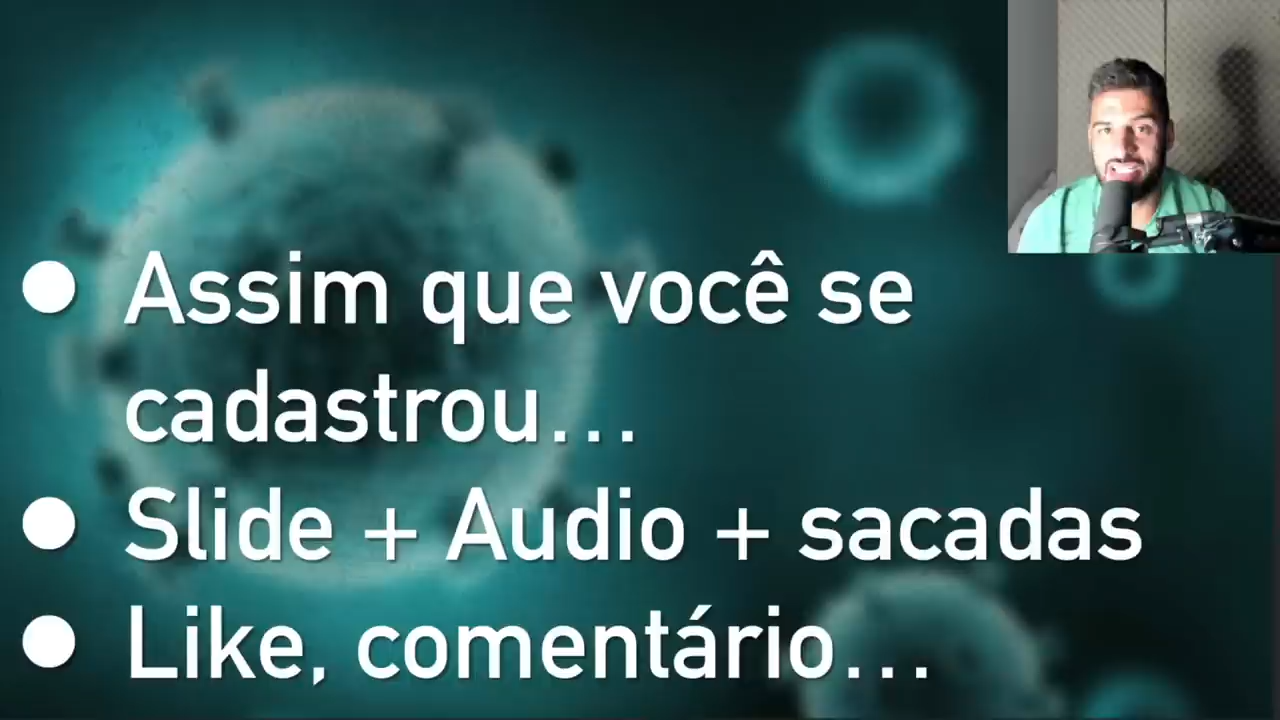 ● Assim que você se
cadastrou...
● Slide + Audio + sacadas
● Like, comentário...